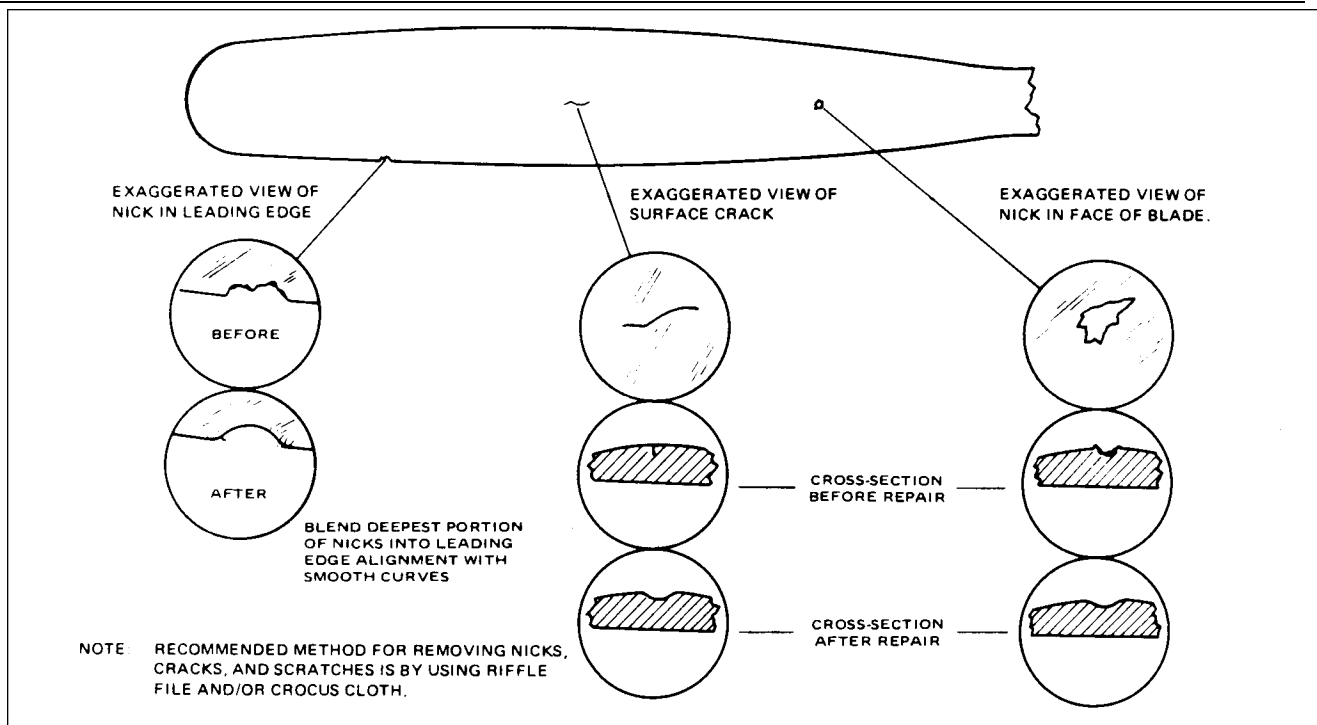 EXAGGERATED VIEW OF
NICK IN LEADING EDGE
EXAGGERATED VIEW OF
SURFACE CRACK
EXAGGERATED VIEW OF
NICK IN FACE OF BLADE.
BEFORE
AFTER
BLEND DEEPEST PORTION
OF NICKS INTO LEADING
EDGE ALIGNMENT WITH
SMOOTH CURVES
CROSS-SECTION
BEFORE REPAIR
CROSS-SECTION
AFTER REPAIR
NOTE: RECOMMENDED METHOD FOR REMOVING NICKS,
CRACKS, AND SCRATCHES IS BY USING RIFFLE
FILE AND/OR CROCUS CLOTH.